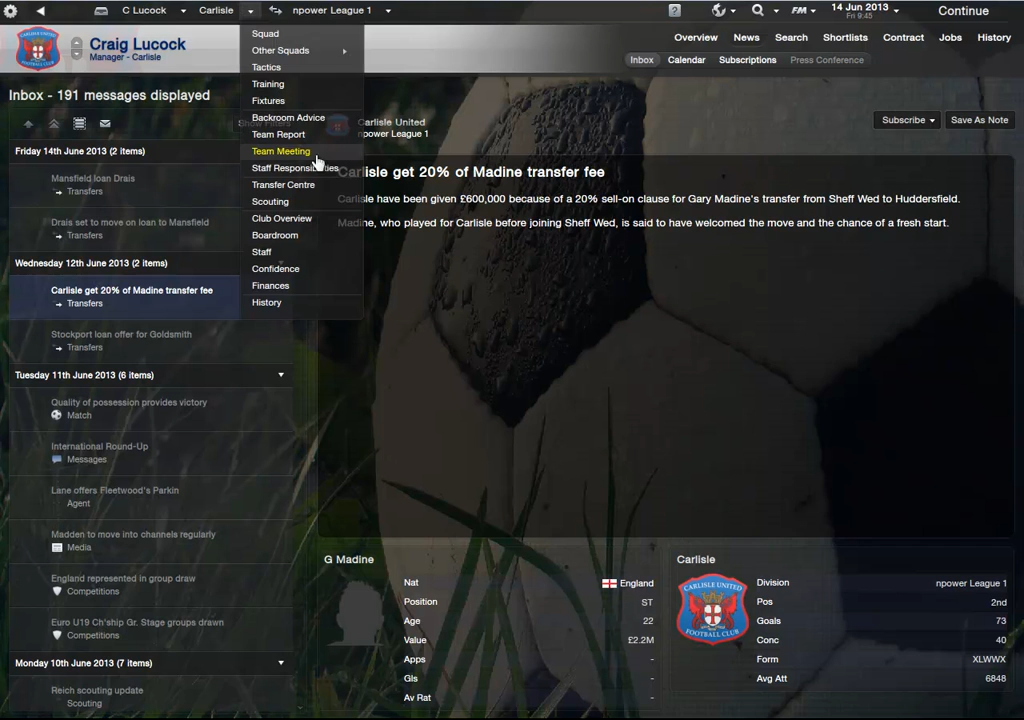 C Lucock
Carlisle
npower League 1
FM
14 Jun 2013
Fri 9:45
Continue
Craig Lucock
Manager - Carlisle
Overview
News
Search
Shortlists
Contract
Jobs
History
Inbox
Calendar
Subscriptions
Press Conference
Squad
Other Squads
Tactics
Training
Fixtures
Backroom Advice
Team Report
Team Meeting
Staff Responsibilities
Transfer Centre
Scouting
Club Overview
Boardroom
Staff
Confidence
Finances
History
Inbox - 191 messages displayed
Friday 14th June 2013 (2 items)
Mansfield loan Drais
Transfers
Drais set to move on loan to Mansfield
Transfers
Wednesday 12th June 2013 (2 items)
Carlisle get 20% of Madine transfer fee
Transfers
Stockport loan offer for Goldsmith
Transfers
Tuesday 11th June 2013 (6 items)
Quality of possession provides victory
Match
International Round-Up
Messages
Lane offers Fleetwood's Parkin
Agent
Madden to move into channels regularly
Media
England represented in group draw
Competitions
Euro U19 Ch'ship Gr. Stage groups drawn
Competitions
Monday 10th June 2013 (7 items)
Reich scouting update
Scouting
Carlisle United
npower League 1
Subscribe
Save As Note
Carlisle get 20% of Madine transfer fee
Carlisle have been given £600,000 because of a 20% sell-on clause for Gary Madine's transfer from Sheff Wed to Huddersfield.
Madine, who played for Carlisle before joining Sheff Wed, is said to have welcomed the move and the chance of a fresh start.
G Madine
Nat England
Position ST
Age 22
Value £2.2M
Apps -
Gls -
Av Rat -
Carlisle
CARLISLE UNITED
FOOTBALL CLUB
Division npower League 1
Pos 2nd
Goals 73
Conc 40
Form XLWWX
Avg Att 6848